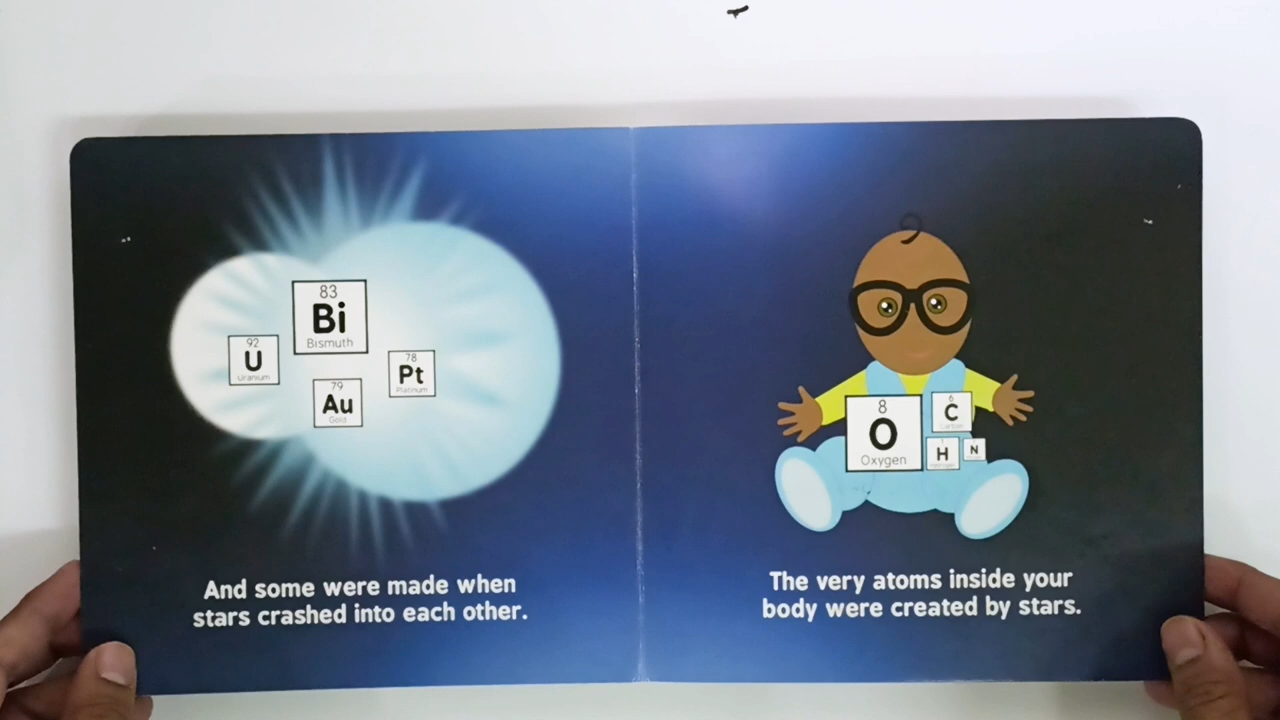 83
Bi
Bismuth
92
U
Uranium
78
Pt
Platinum
79
Au
Gold
And some were made when
stars crashed into each other.
8
O
Oxygen
6
C
Carbon
H
N
The very atoms inside your
body were created by stars.